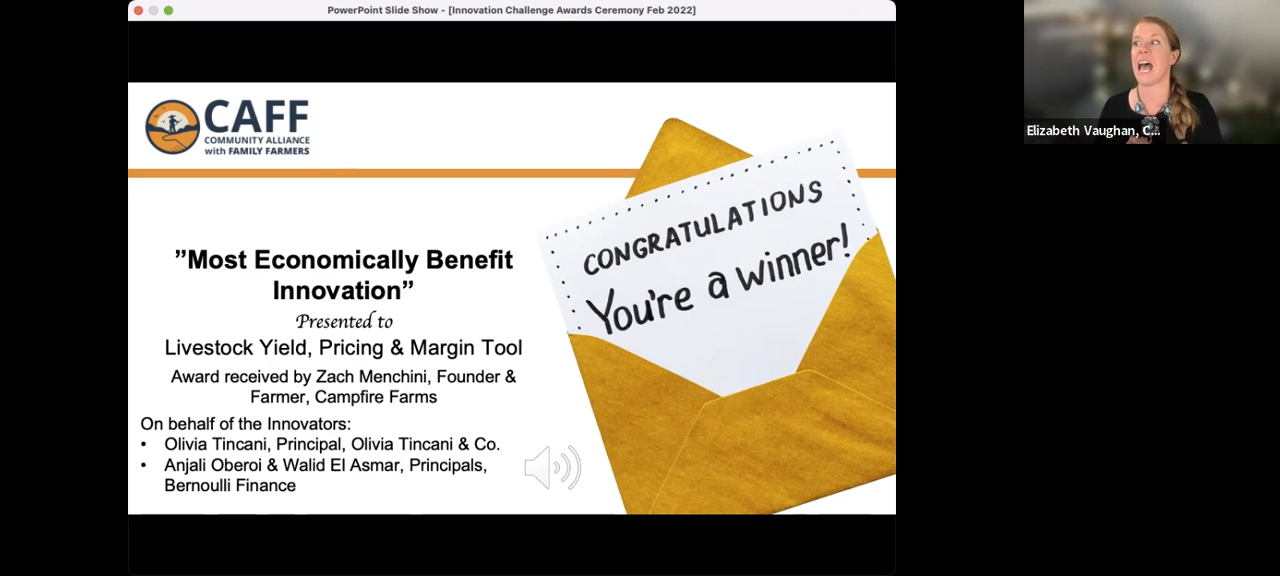 PowerPoint Slide Show - [Innovation Challenge Awards Ceremony Feb 2022]
CAFF
COMMUNITY ALLIANCE
with FAMILY FARMERS
CONGRATULATIONS
You're a winner!
”Most Economically Benefit
Innovation”
Presented to
Livestock Yield, Pricing & Margin Tool
Award received by Zach Menchini, Founder &
Farmer, Campfire Farms
On behalf of the Innovators:
• Olivia Tincani, Principal, Olivia Tincani & Co.
• Anjali Oberoi & Walid El Asmar, Principals,
Bernoulli Finance
Elizabeth Vaughan, C...